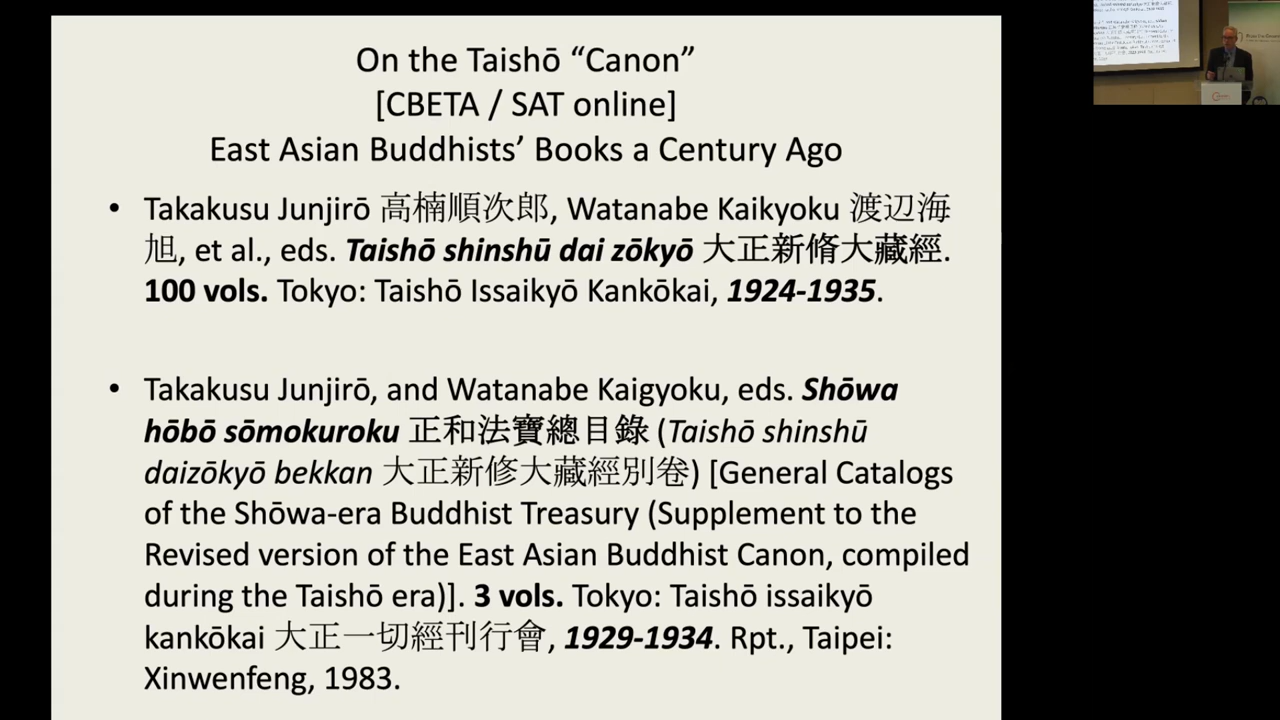 On the Taishō “Canon”
[CBETA / SAT online]
East Asian Buddhists’ Books a Century Ago
• Takakusu Junjirō 高楠順次郎, Watanabe Kaikyoku 渡辺海
旭, et al., eds. Taishō shinshū dai zōkyō 大正新脩大藏經.
100 vols. Tokyo: Taishō Issaikyō Kankōkai, 1924-1935.
• Takakusu Junjirō, and Watanabe Kaigyoku, eds. Shōwa
hōbō sōmokuroku 正和法寶總目錄 (Taishō shinshū
daizōkyō bekkan 大正新修大藏經別卷) [General Catalogs
of the Shōwa-era Buddhist Treasury (Supplement to the
Revised version of the East Asian Buddhist Canon, compiled
during the Taishō era)]. 3 vols. Tokyo: Taishō issaikyō
kankōkai 大正一切經刊行會, 1929-1934. Rpt., Taipei:
Xinwenfeng, 1983.